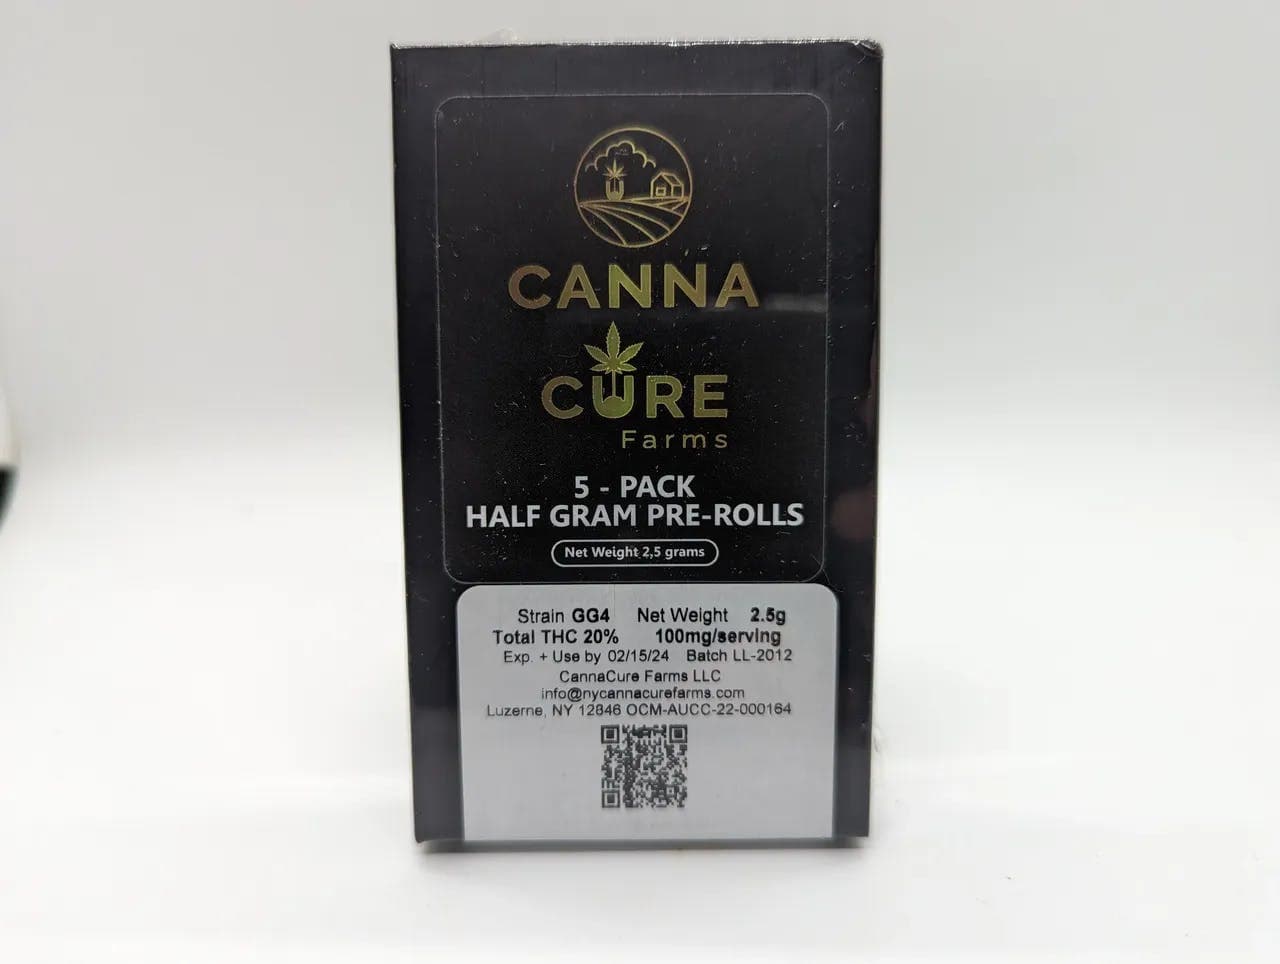 CANNA
CURE
Farms
5 - PACK
HALF GRAM PRE-ROLLS
Net Weight 2,5 grams
Strain GG4 Net Weight 2.5g
Total THC 20% 100mg/serving
Exp. + Use by 02/15/24 Batch LL-2012
CannaCure Farms LLC
info@nycannacurefarms.com
Luzerne, NY 12846 OCM-AUCC-22-000164